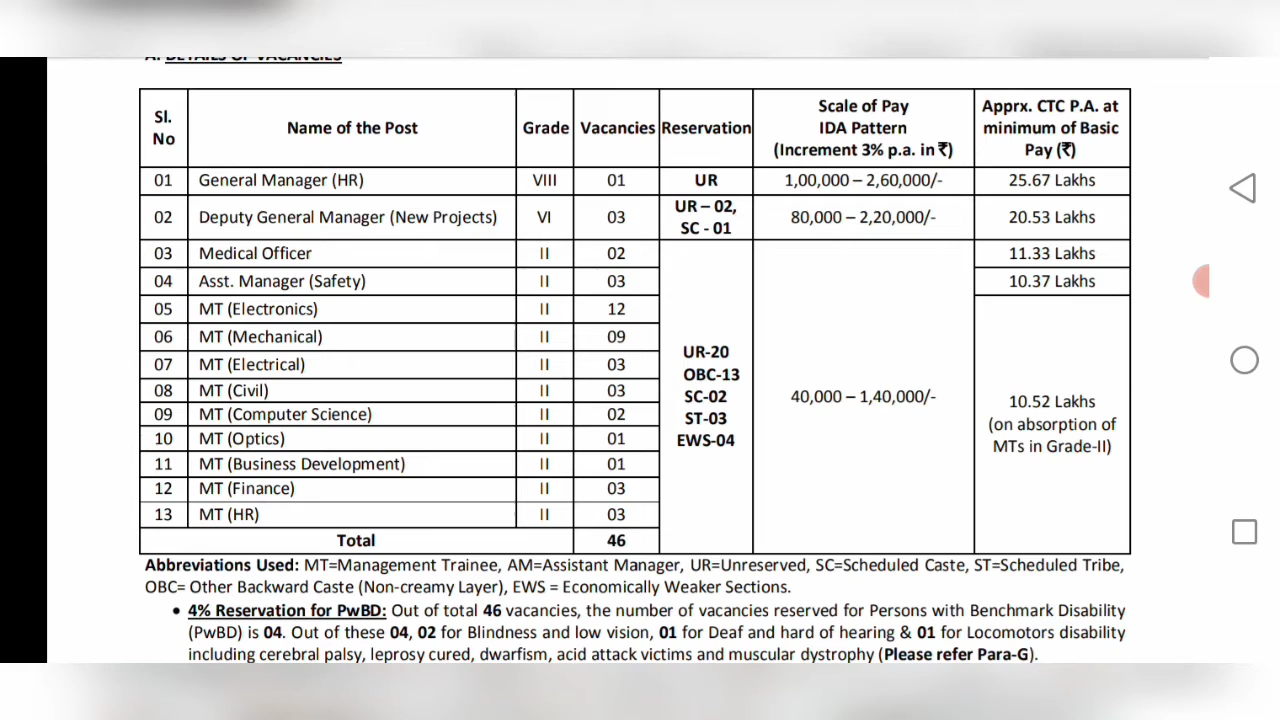 A. DETAILS OF VACANCIES
Sl. No Name of the Post Grade Vacancies Reservation Scale of Pay IDA Pattern (Increment 3% p.a. in ₹) Apprx. CTC P.A. at minimum of Basic Pay (₹)
01 General Manager (HR) VIII 01 UR 1,00,000 – 2,60,000/- 25.67 Lakhs
02 Deputy General Manager (New Projects) VI 03 UR – 02, SC - 01 80,000 – 2,20,000/- 20.53 Lakhs
03 Medical Officer II 02 11.33 Lakhs
04 Asst. Manager (Safety) II 03 10.37 Lakhs
05 MT (Electronics) II 12
06 MT (Mechanical) II 09
07 MT (Electrical) II 03
08 MT (Civil) II 03
09 MT (Computer Science) II 02
10 MT (Optics) II 01
11 MT (Business Development) II 01
12 MT (Finance) II 03
13 MT (HR) II 03
UR-20
OBC-13
SC-02
ST-03
EWS-04
40,000 – 1,40,000/-
10.52 Lakhs
(on absorption of
MTs in Grade-II)
Total 46
Abbreviations Used: MT=Management Trainee, AM=Assistant Manager, UR=Unreserved, SC=Scheduled Caste, ST=Scheduled Tribe,
OBC= Other Backward Caste (Non-creamy Layer), EWS = Economically Weaker Sections.
• 4% Reservation for PwBD: Out of total 46 vacancies, the number of vacancies reserved for Persons with Benchmark Disability
(PwBD) is 04. Out of these 04, 02 for Blindness and low vision, 01 for Deaf and hard of hearing & 01 for Locomotors disability
including cerebral palsy, leprosy cured, dwarfism, acid attack victims and muscular dystrophy (Please refer Para-G).